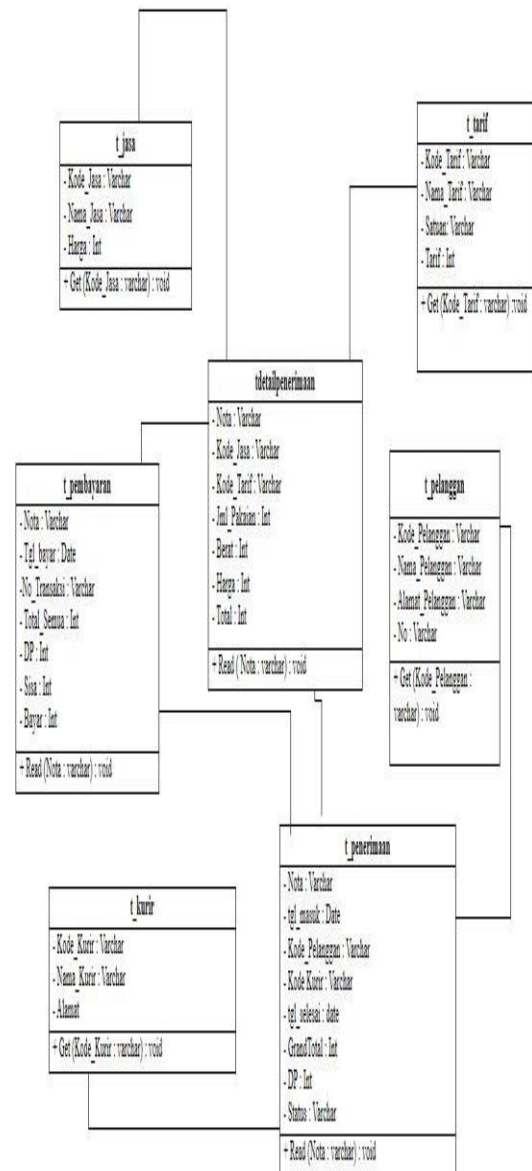 t_jasa
- Kode_Jasa : Varchar
- Nama_Jasa : Varchar
- Harga : Int
+ Get (Kode_Jasa : varchar) : void
t_tarif
- Kode_Tarif : Varchar
- Nama_Tarif : Varchar
- Satuan: Varchar
- Tarif : Int
+ Get (Kode_Tarif : varchar) :void
tdetailpenerimaan
- Nota : Varchar
- Kode_Jasa : Varchar
- Kode_Tarif : Varchar
- Jml_Pakaian : Int
- Berat : Int
- Harga : Int
- Total : Int
+ Read ( Nota : varchar) : void
t_pembayaran
- Nota : Varchar
- Tgl_bayar : Date
-No_Transaksi : Varchar
- Total_Semua : Int
- DP : Int
- Sisa : Int
- Bayar : Int
+ Read (Nota : varchar) : void
t_pelanggan
- Kode_Pelanggan : Varchar
- Nama_Pelanggan : Varchar
- Alamat_Pelanggan : Varchar
- No : Varchar
+ Get (Kode_Pelanggan :
varchar) : void
t_penerimaan
- Nota : Varchar
- tgl_masuk : Date
- Kode_Pelanggan : Varchar
- Kode Kurir : Varchar
- tgl_selesai : date
- GrandTotal : Int
- DP : Int
- Status : Varchar
+ Read (Nota : varchar) : void
t_kurir
- Kode_Kurir : Varchar
- Nama_Kurir : Varchar
- Alamat
+ Get (Kode_Kurir : varchar) : void